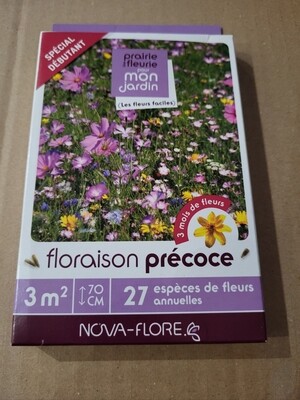 SPÉCIAL
DÉBUTANT
prairie
fleurie
mon
jardin
(Les fleurs faciles)
3 mois de fleurs
floraison précoce
3 m²
70
CM
27 espèces de fleurs
annuelles
NOVA-FLORE